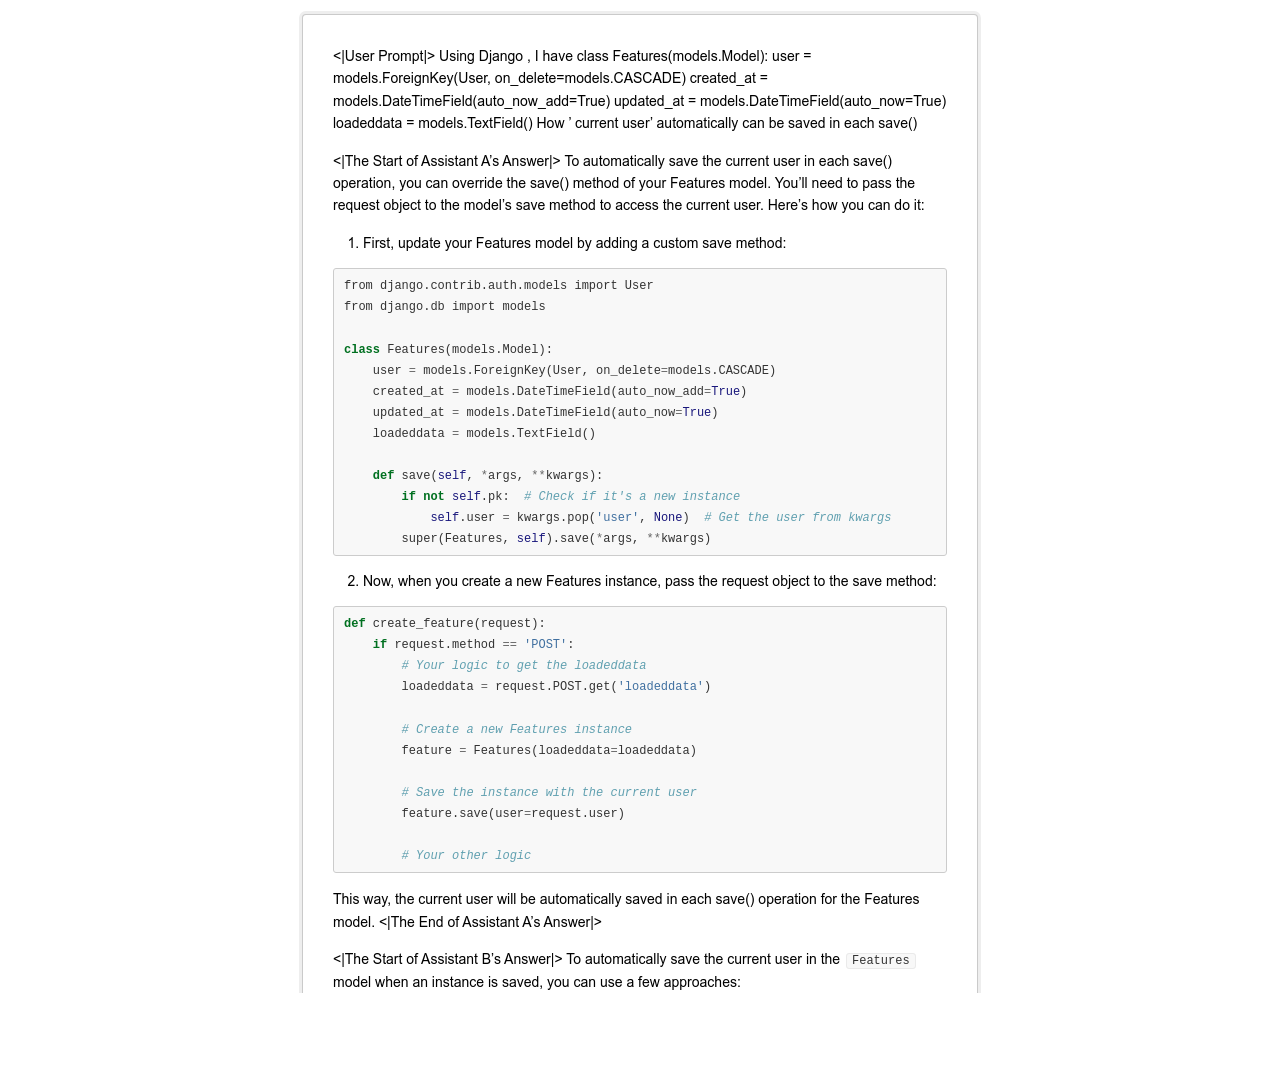 <|User Prompt|> Using Django , I have class Features(models.Model): user =
models.ForeignKey(User, on_delete=models.CASCADE) created_at =
models.DateTimeField(auto_now_add=True) updated_at = models.DateTimeField(auto_now=True)
loadeddata = models.TextField() How ’ current user’ automatically can be saved in each save()
<|The Start of Assistant A’s Answer|> To automatically save the current user in each save()
operation, you can override the save() method of your Features model. You’ll need to pass the
request object to the model’s save method to access the current user. Here’s how you can do it:
1. First, update your Features model by adding a custom save method:
from django.contrib.auth.models import User
from django.db import models
class Features(models.Model):
    user = models.ForeignKey(User, on_delete=models.CASCADE)
    created_at = models.DateTimeField(auto_now_add=True)
    updated_at = models.DateTimeField(auto_now=True)
    loadeddata = models.TextField()
    def save(self, *args, **kwargs):
        if not self.pk:  # Check if it's a new instance
            self.user = kwargs.pop('user', None)  # Get the user from kwargs
        super(Features, self).save(*args, **kwargs)
2. Now, when you create a new Features instance, pass the request object to the save method:
def create_feature(request):
    if request.method == 'POST':
        # Your logic to get the loadeddata
        loadeddata = request.POST.get('loadeddata')
        # Create a new Features instance
        feature = Features(loadeddata=loadeddata)
        # Save the instance with the current user
        feature.save(user=request.user)
        # Your other logic
This way, the current user will be automatically saved in each save() operation for the Features
model. <|The End of Assistant A’s Answer|>
<|The Start of Assistant B’s Answer|> To automatically save the current user in the Features
model when an instance is saved, you can use a few approaches: